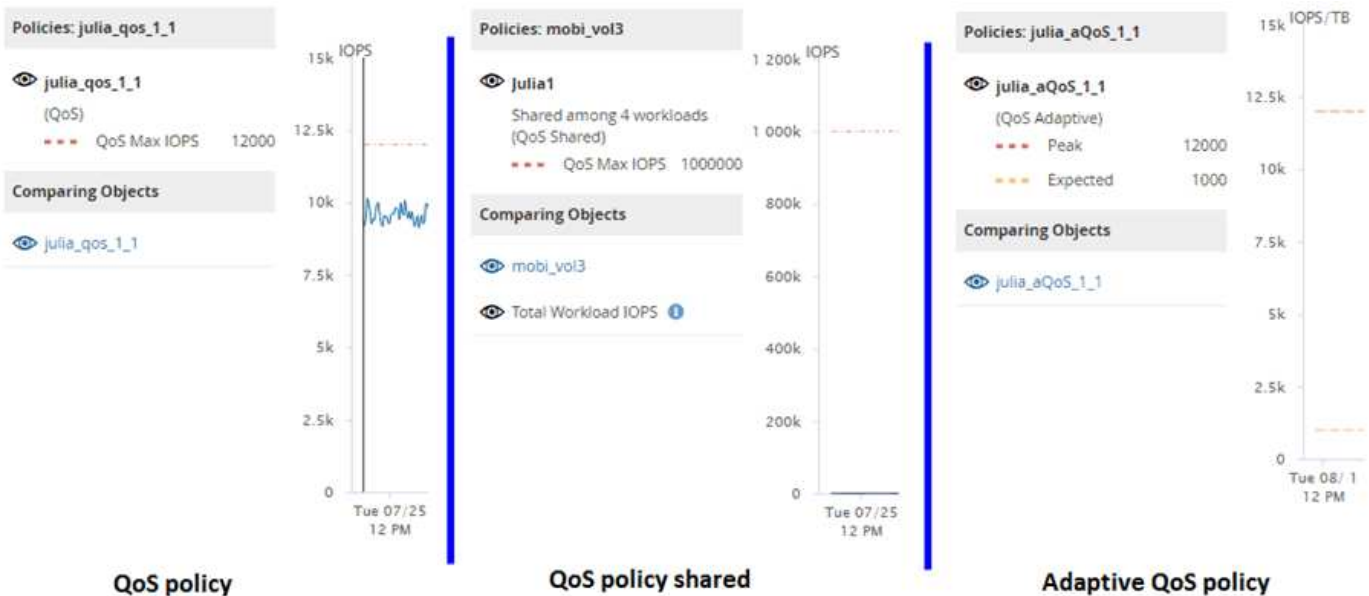 Policies: julia_qos_1_1
julia_qos_1_1
(QoS)
QoS Max IOPS 12000
Comparing Objects
julia_qos_1_1
IOPS
15k
12.5k
10k
7.5k
5k
2.5k
0
Tue 07/25
12 PM
QoS policy
Policies: mobi_vol3
Julia1
Shared among 4 workloads
(QoS Shared)
QoS Max IOPS 1000000
Comparing Objects
mobi_vol3
Total Workload IOPS i
IOPS
1 200k
1 000k
800k
600k
400k
200k
0
Tue 07/25
12 PM
QoS policy shared
Policies: julia_aQoS_1_1
julia_aQoS_1_1
(QoS Adaptive)
Peak 12000
Expected 1000
Comparing Objects
julia_aQoS_1_1
IOPS/TB
15k
12.5k
10k
7.5k
5k
2.5k
0
Tue 08/ 1
12 PM
Adaptive QoS policy